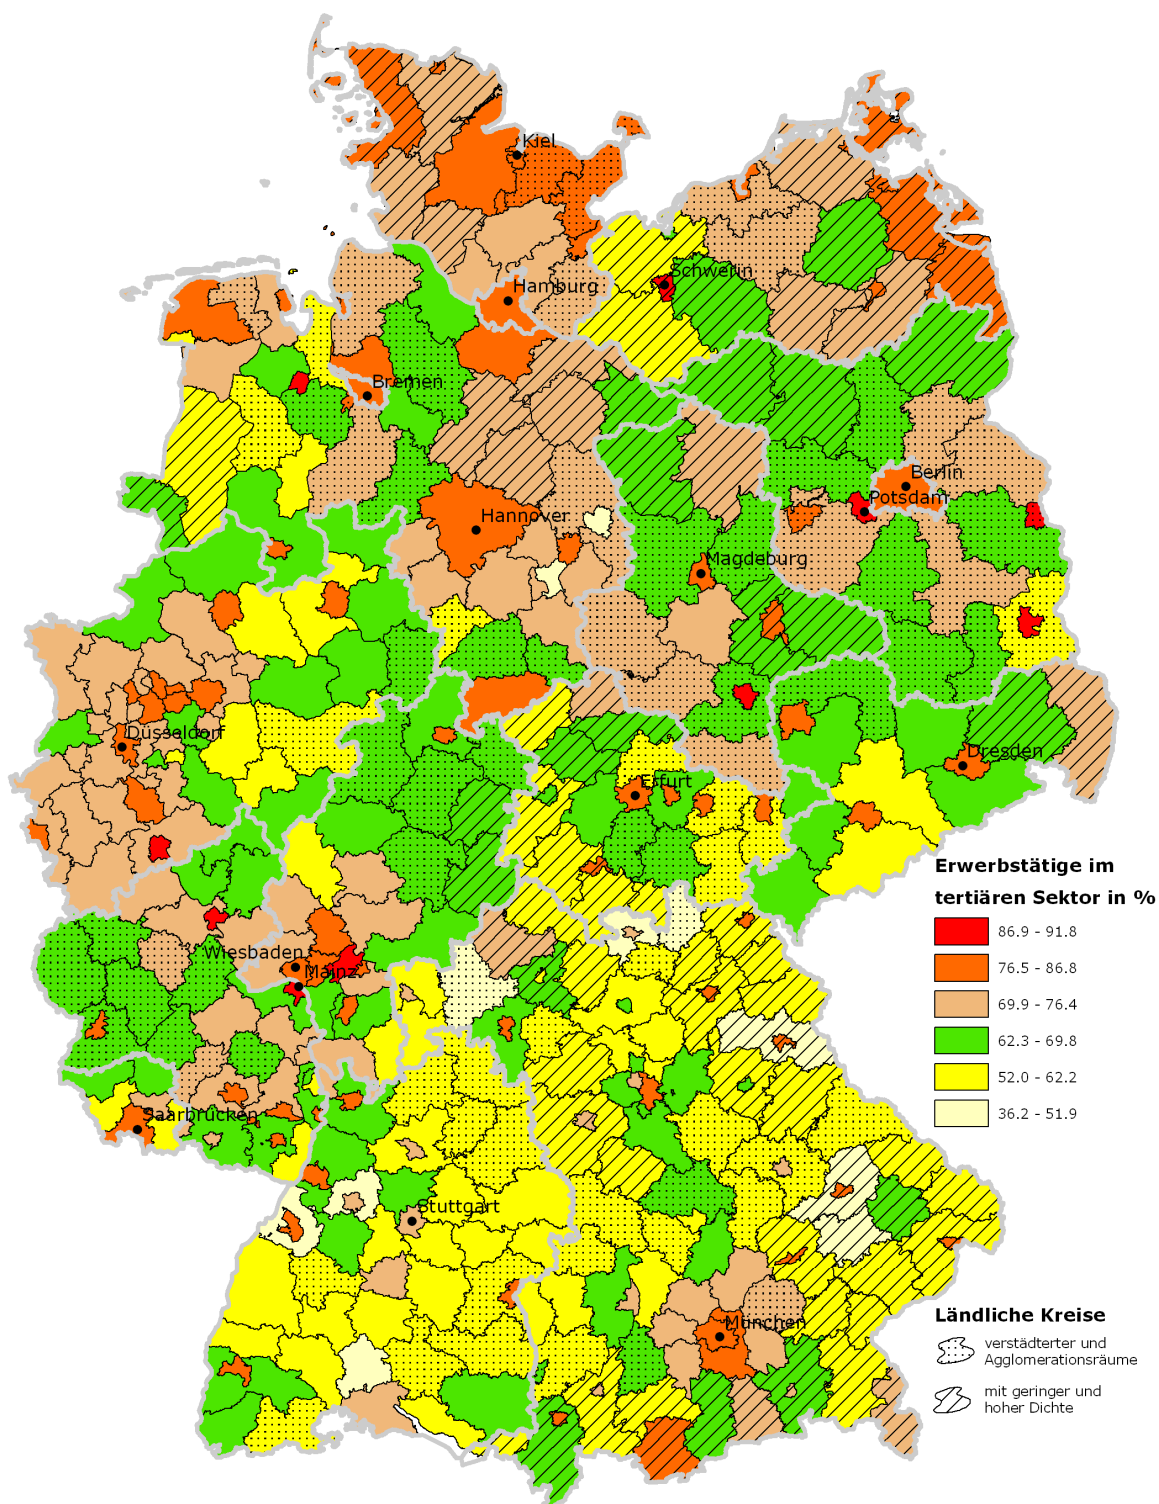 Kiel
Schwerin
Hamburg
Bremen
Berlin
Potsdam
Hannover
Magdeburg
Düsseldorf
Dresden
Erfurt
Wiesbaden
Mainz
Saarbrücken
Stuttgart
München
Erwerbstätige im
tertiären Sektor in %
86.9 - 91.8
76.5 - 86.8
69.9 - 76.4
62.3 - 69.8
52.0 - 62.2
36.2 - 51.9
Ländliche Kreise
verstädterter und
Agglomerationsräume
mit geringer und
hoher Dichte